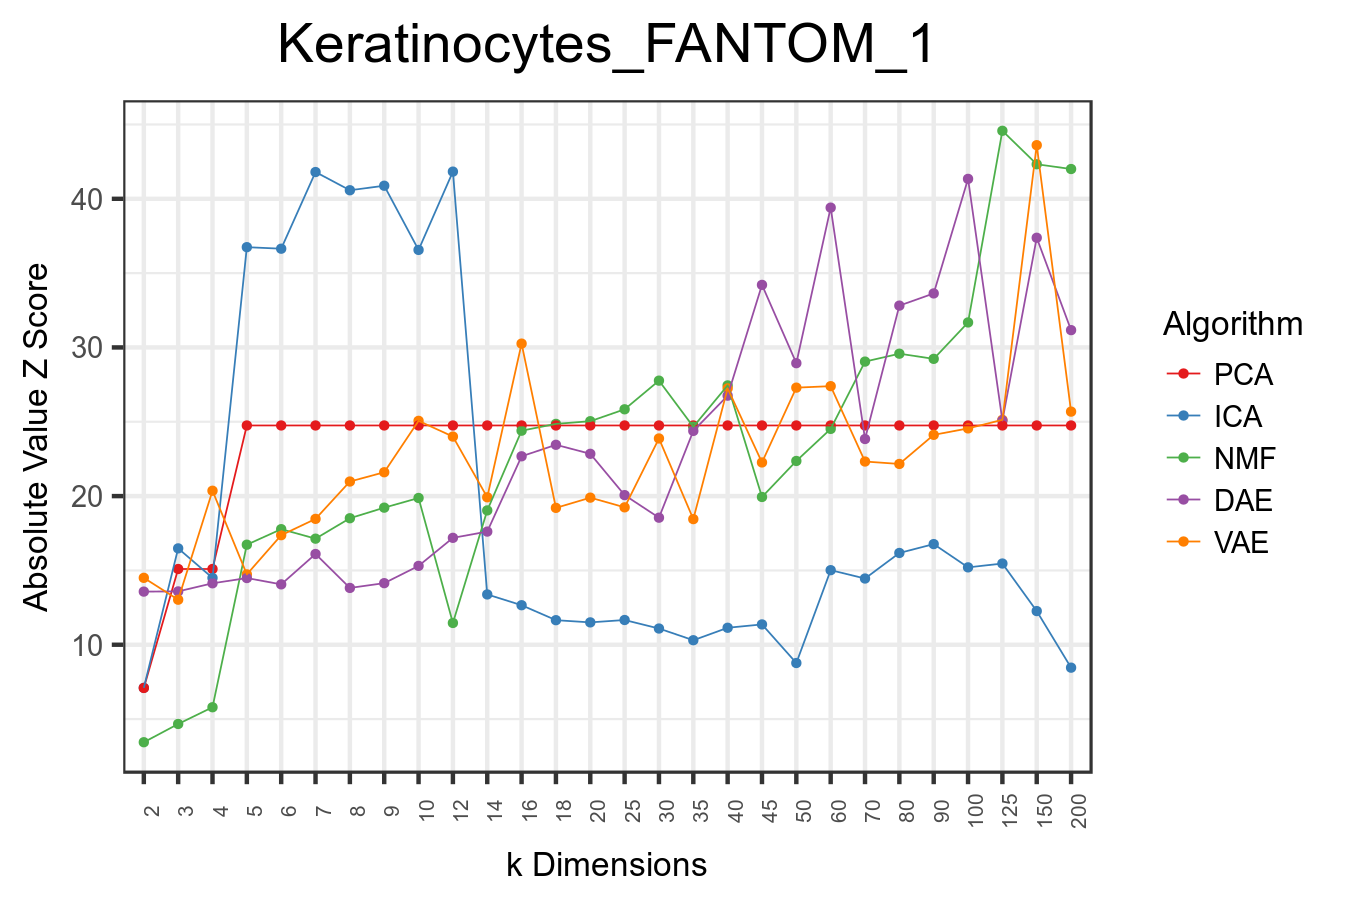 Keratinocytes_FANTOM_1
Absolute Value Z Score
40
30
20
10
2 3 4 5 6 7 8 9 10 12 14 16 18 20 25 30 35 40 45 50 60 70 80 90 100 125 150 200
k Dimensions
Algorithm
PCA
ICA
NMF
DAE
VAE